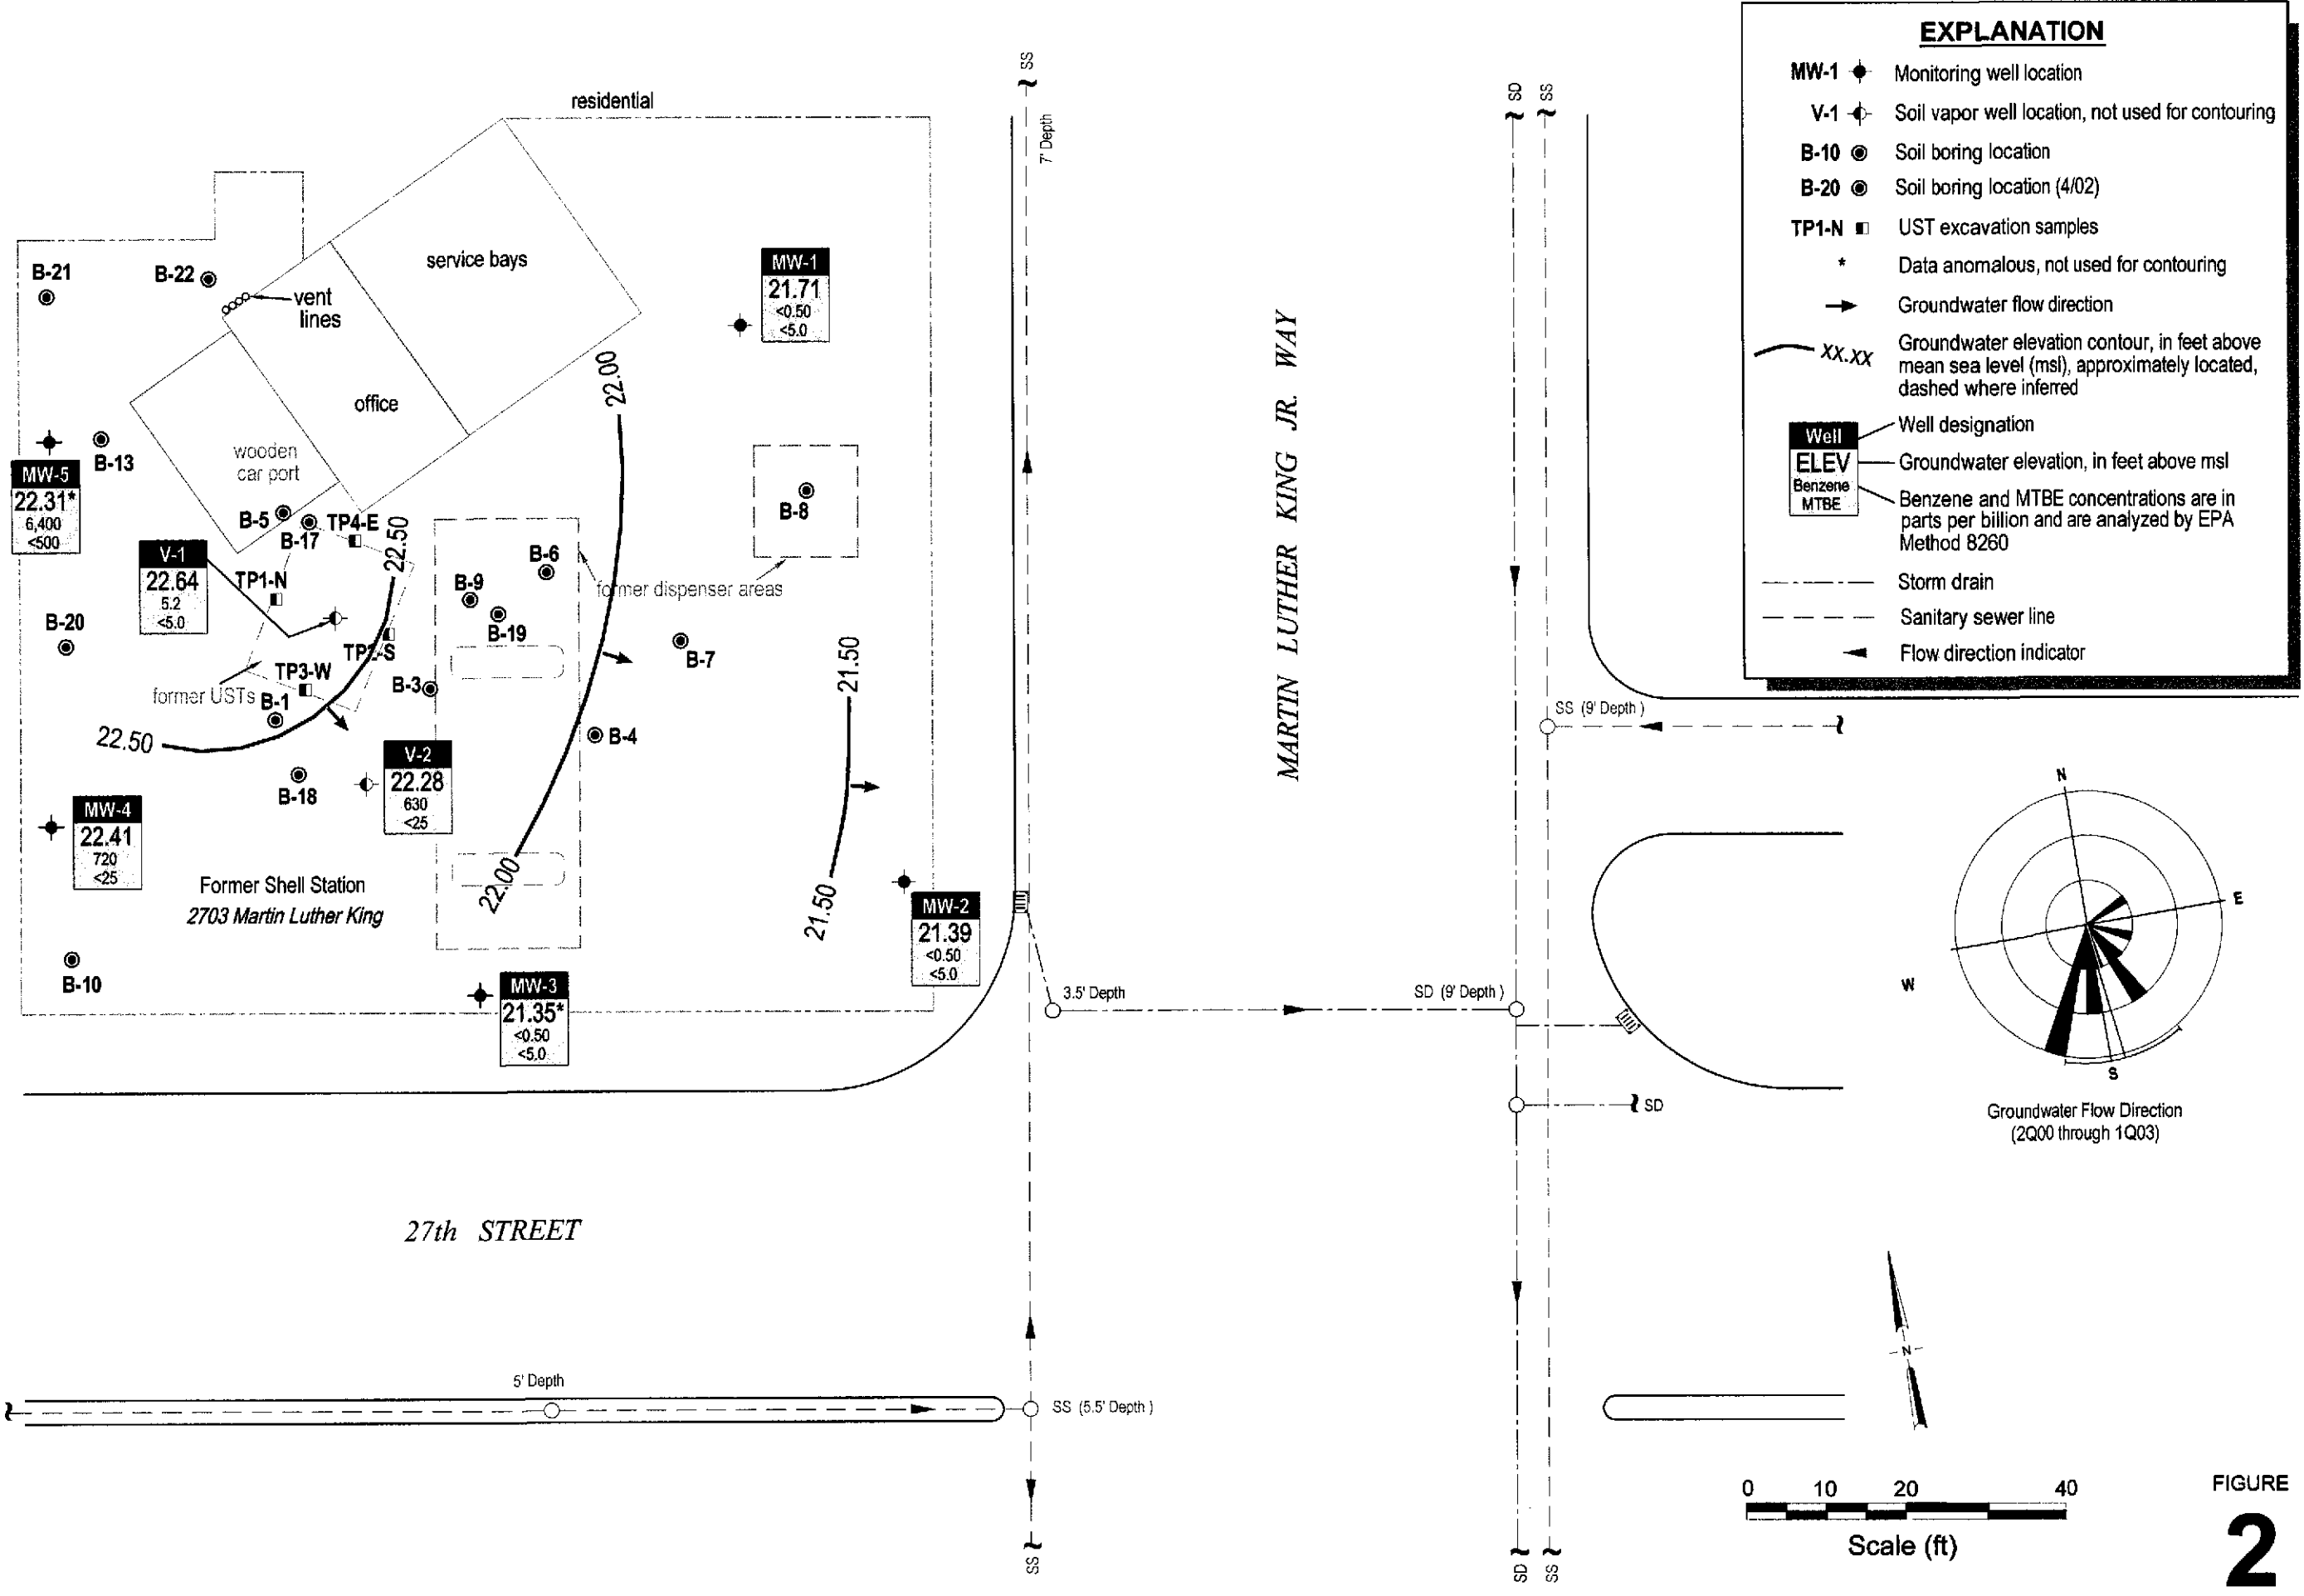 EXPLANATION
MW-1 Monitoring well location
V-1 Soil vapor well location, not used for contouring
B-10 Soil boring location
B-20 Soil boring location (4/02)
TP1-N UST excavation samples
* Data anomalous, not used for contouring
Groundwater flow direction
XX.XX Groundwater elevation contour, in feet above
mean sea level (msl), approximately located,
dashed where inferred
Well
ELEV
Benzene
MTBE
Well designation
Groundwater elevation, in feet above msl
Benzene and MTBE concentrations are in
parts per billion and are analyzed by EPA
Method 8260
Storm drain
Sanitary sewer line
Flow direction indicator
SS
7' Depth
SD
SS
residential
service bays
B-21
B-22
vent
lines
office
wooden
car port
MW-1
21.71
<0.50
<5.0
22.00
MW-5
22.31*
6,400
<500
B-13
B-5
B-17
TP4-E
22.50
V-1
22.64
5.2
<5.0
TP1-N
B-20
TP2-S
TP3-W
former USTs
B-1
22.50
B-3
B-9
B-6
B-19
former dispenser areas
B-8
B-7
21.50
B-4
V-2
22.28
630
<25
B-18
MW-4
22.41
720
<25
22.00
21.50
Former Shell Station
2703 Martin Luther King
B-10
MW-2
21.39
<0.50
<5.0
MW-3
21.35*
<0.50
<5.0
MARTIN LUTHER KING JR. WAY
SS (9' Depth )
3.5' Depth
SD (9' Depth )
SD
27th STREET
5' Depth
SS (5.5' Depth )
SS
SD
SS
N
E
W
S
Groundwater Flow Direction
(2Q00 through 1Q03)
N
0 10 20 40
Scale (ft)
FIGURE
2